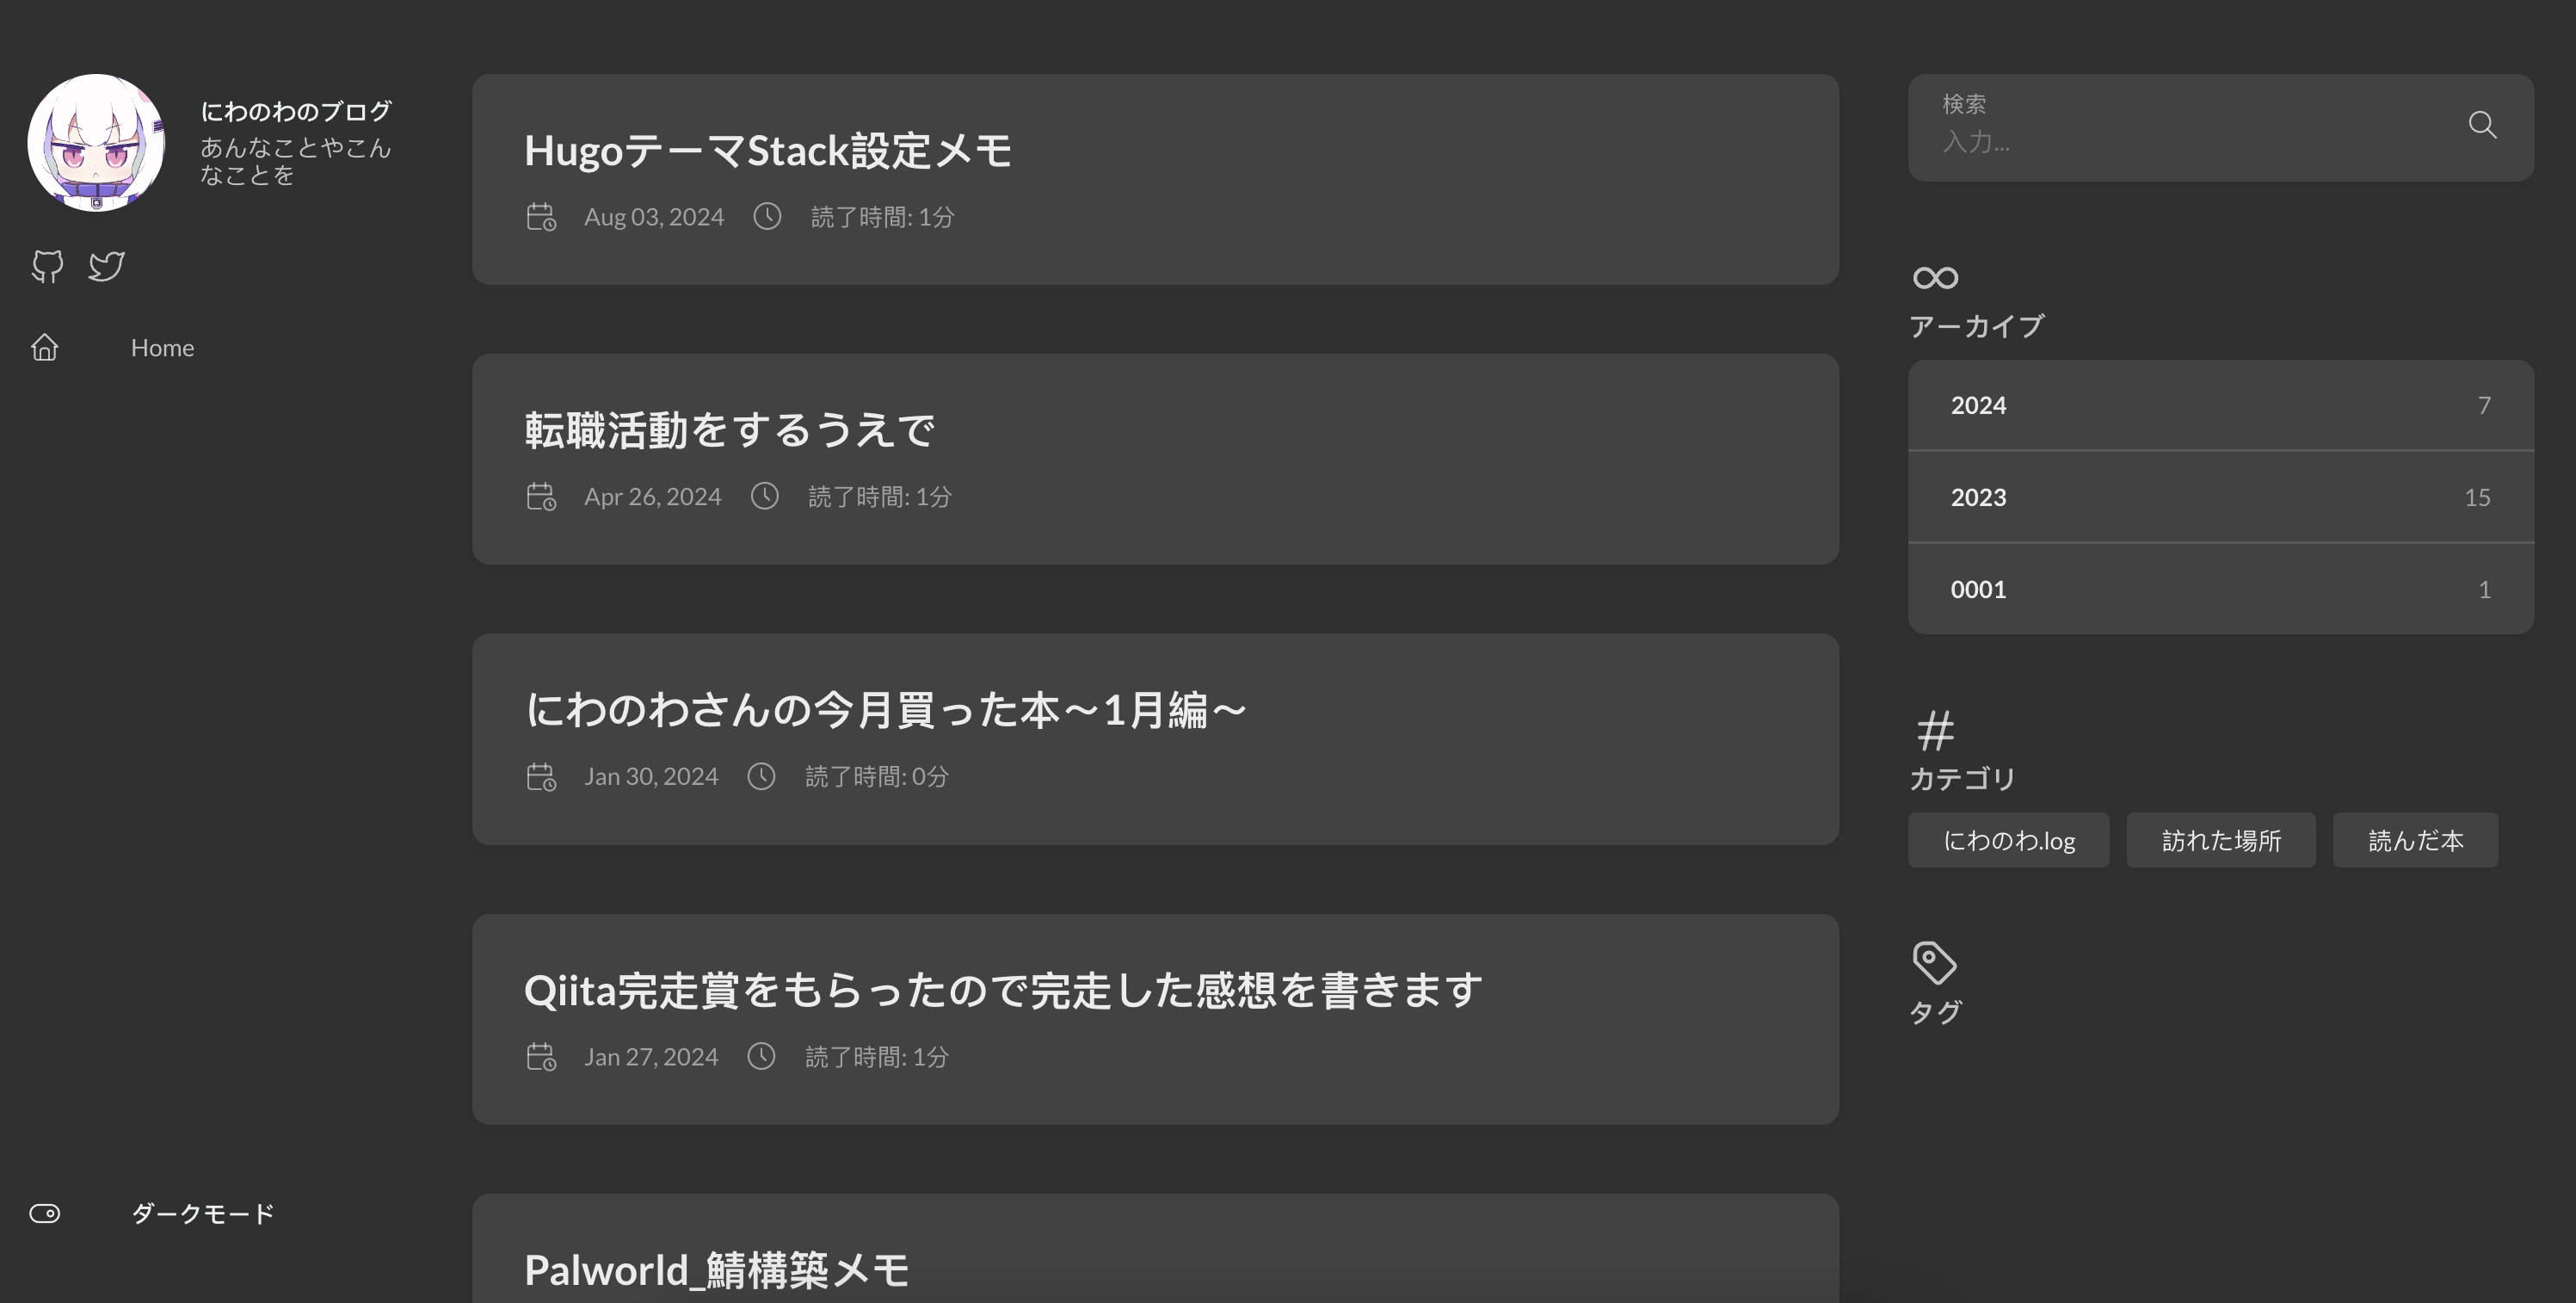 にわのわのブログ
あんなことやこん
なことを
Home
ダークモード
HugoテーマStack設定メモ
Aug 03, 2024 読了時間: 1分
転職活動をするうえで
Apr 26, 2024 読了時間: 1分
にわのわさんの今月買った本〜1月編〜
Jan 30, 2024 読了時間: 0分
Qiita完走賞をもらったので完走した感想を書きます
Jan 27, 2024 読了時間: 1分
Palworld_鯖構築メモ
検索
入力...
アーカイブ
2024 7
2023 15
0001 1
カテゴリ
にわのわ.log 訪れた場所 読んだ本
タグ